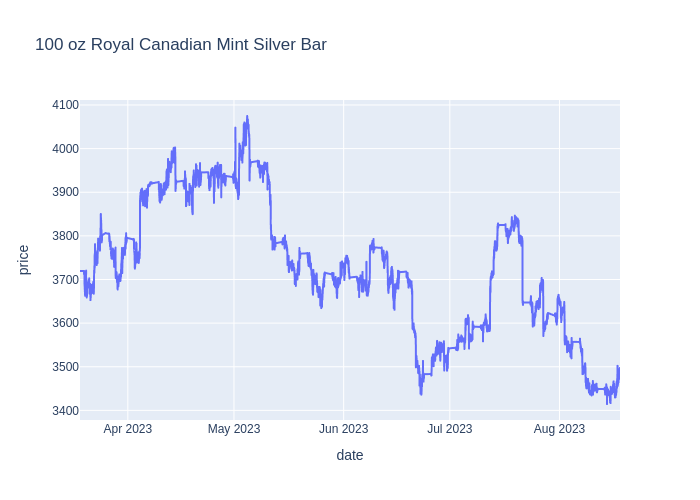 100 oz Royal Canadian Mint Silver Bar
4100
4000
3900
3800
3700
3600
3500
3400
price
Apr 2023 May 2023 Jun 2023 Jul 2023 Aug 2023
date